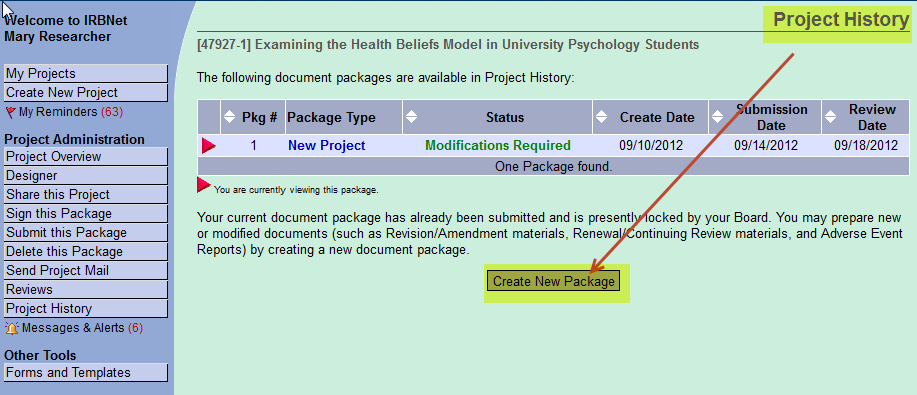 Welcome to IRBNet
Mary Researcher
My Projects
Create New Project
My Reminders (63)
Project Administration
Project Overview
Designer
Share this Project
Sign this Package
Submit this Package
Delete this Package
Send Project Mail
Reviews
Project History
Messages & Alerts (6)
Other Tools
Forms and Templates
Project History
[47927-1] Examining the Health Beliefs Model in University Psychology Students
The following document packages are available in Project History:
Pkg # Package Type Status Create Date Submission Date Review Date
1 New Project Modifications Required 09/10/2012 09/14/2012 09/18/2012
One Package found.
You are currently viewing this package.
Your current document package has already been submitted and is presently locked by your Board. You may prepare new
or modified documents (such as Revision/Amendment materials, Renewal/Continuing Review materials, and Adverse Event
Reports) by creating a new document package.
Create New Package